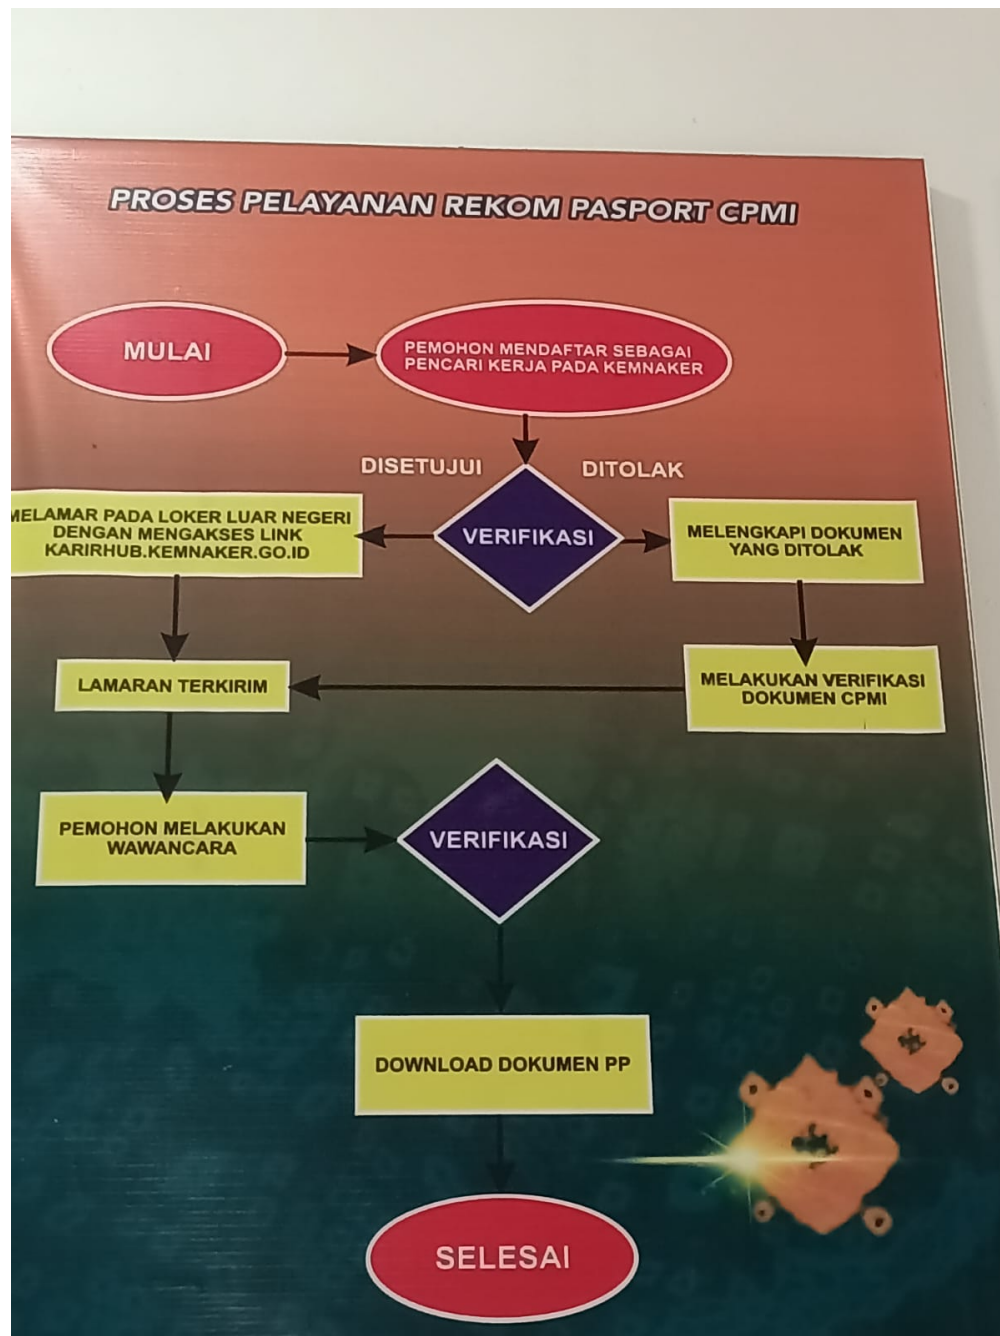 PROSES PELAYANAN REKOM PASPORT CPMI
MULAI
PEMOHON MENDAFTAR SEBAGAI
PENCARI KERJA PADA KEMNAKER
DISETUJUI
DITOLAK
VERIFIKASI
MELAMAR PADA LOKER LUAR NEGERI
DENGAN MENGAKSES LINK
KARIRHUB.KEMNAKER.GO.ID
MELENGKAPI DOKUMEN
YANG DITOLAK
LAMARAN TERKIRIM
MELAKUKAN VERIFIKASI
DOKUMEN CPMI
PEMOHON MELAKUKAN
WAWANCARA
VERIFIKASI
DOWNLOAD DOKUMEN PP
SELESAI